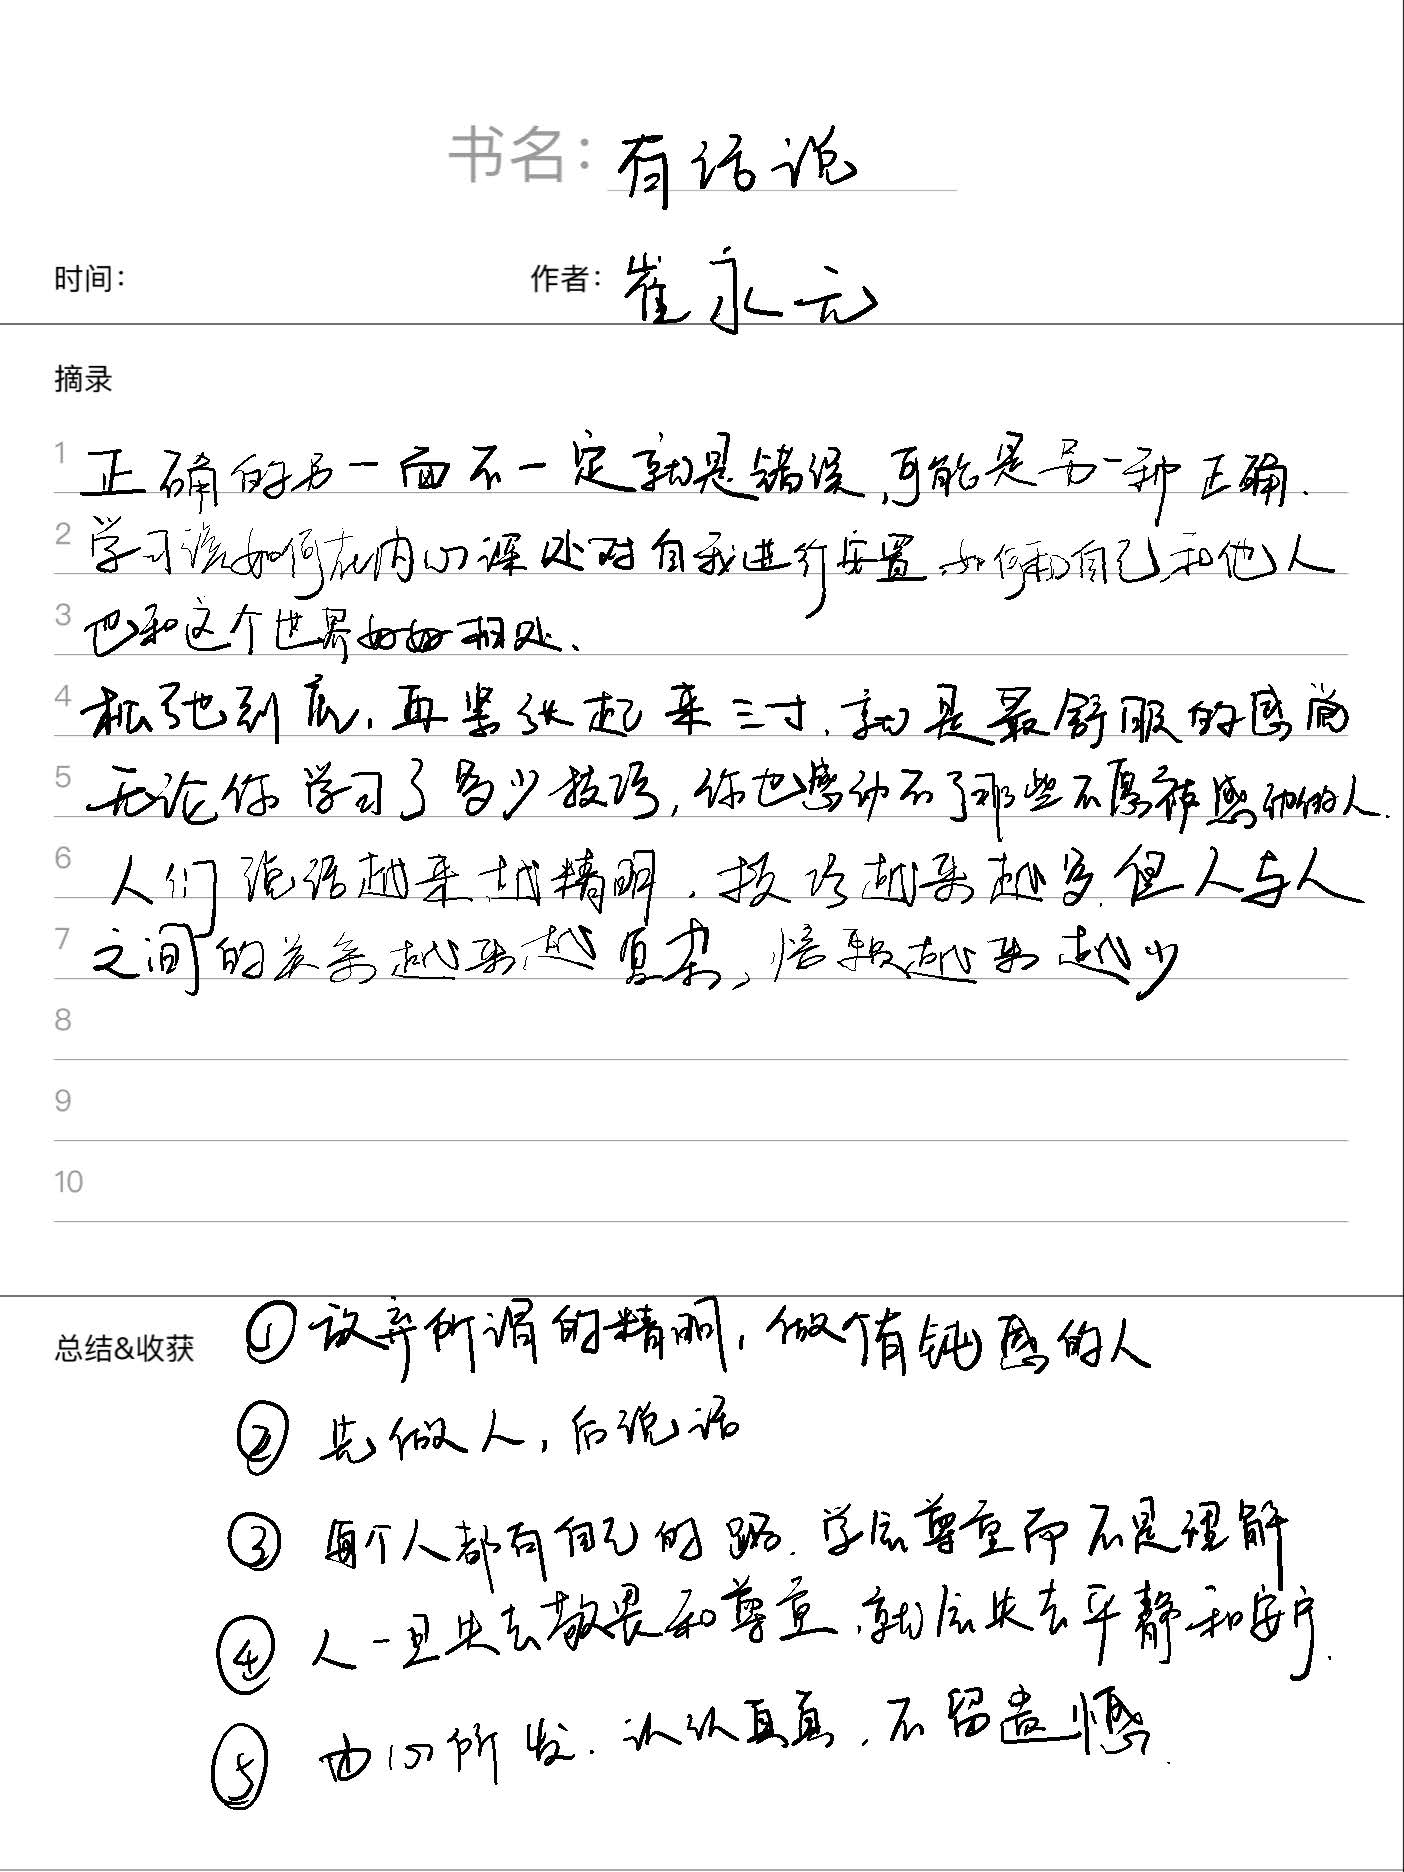 书名：有话说
时间： 作者：崔永元
摘录
1 正确的另一面不一定就是错误,可能是另一种正确.
2 学习该如何在内心深处对自我进行安置、如何和自己,和他人
3 也和这个世界好好相处、
4 松弛到底,再紧张起来三寸,就是最舒服的感觉
5 无论你学习了多少技巧,你也感动不了那些不愿被感动的人.
6 人们说话越来越精明.技巧越来越多.但人与人
7 之间的关系越来越复杂,信赖越来越少
8
9
10
总结&收获 ①放弃所谓的精明,做个有钝感的人
②先做人,后说话
③每个人都有自己的路.学会尊重而不是理解
④人一旦失去敬畏和尊重,就会失去平静和安宁.
⑤由心所发.认认真真.不留遗憾.